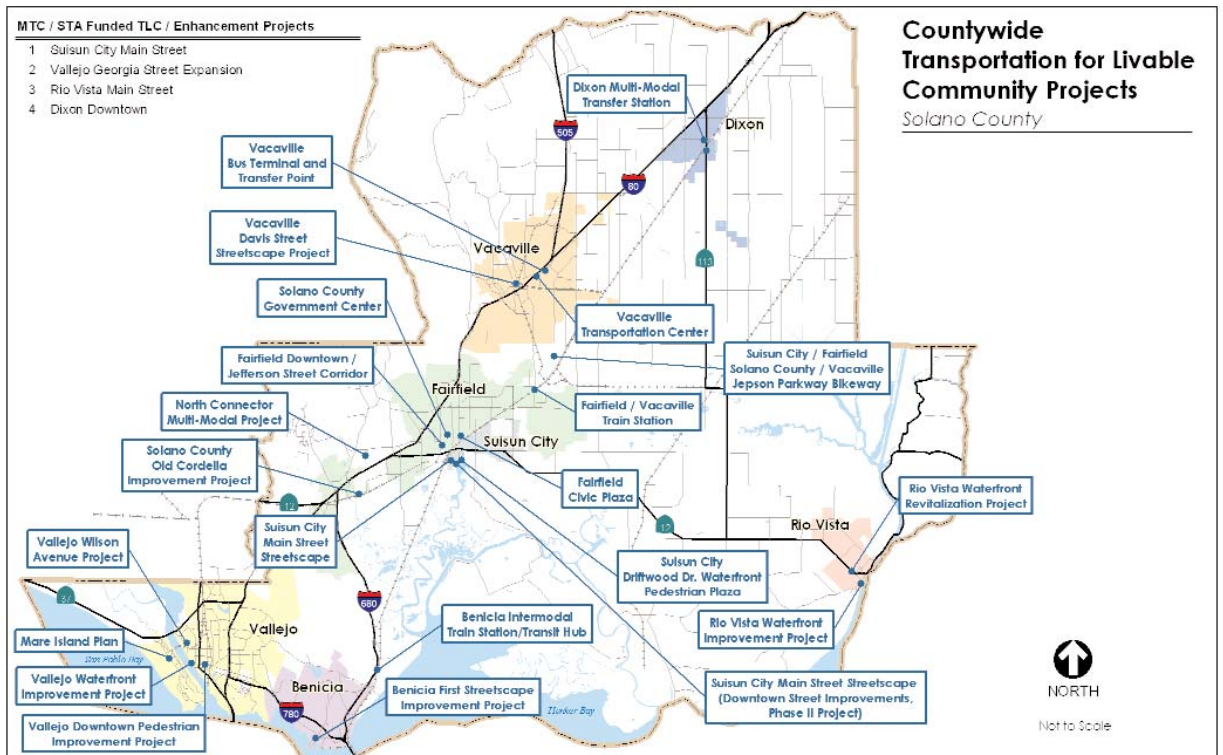 MTC / STA Funded TLC / Enhancement Projects
1 Suisun City Main Street
2 Vallejo Georgia Street Expansion
3 Rio Vista Main Street
4 Dixon Downtown
Countywide
Transportation for Livable
Community Projects
Solano County
Dixon Multi-Modal
Transfer Station
Dixon
505
80
Vacaville
Bus Terminal and
Transfer Point
Vacaville
Davis Street
Streetscape Project
Vacaville
113
Solano County
Government Center
Vacaville
Transportation Center
Fairfield Downtown /
Jefferson Street Corridor
Suisun City / Fairfield
Solano County / Vacaville
Jepson Parkway Bikeway
Fairfield
North Connector
Multi-Modal Project
Fairfield / Vacaville
Train Station
Suisun City
Solano County
Old Cordella
Improvement Project
Fairfield
Civic Plaza
Rio Vista Waterfront
Revitalization Project
12
Suisun City
Main Street
Streetscape
12
Rio Vista
Vallejo Wilson
Avenue Project
Suisun City
Driftwood Dr. Waterfront
Pedestrian Plaza
37
680
Vallejo
Benicia Intermodal
Train Station/Transit Hub
Rio Vista Waterfront
Improvement Project
Mare Island Plan
San Pablo Bay
Vallejo Waterfront
Improvement Project
Benicia
Benicia First Streetscape
Improvement Project
Suisun City Main Street Streetscape
(Downtown Street Improvements,
Phase II Project)
NORTH
780
Honker Bay
Vallejo Downtown Pedestrian
Improvement Project
Not to Scale